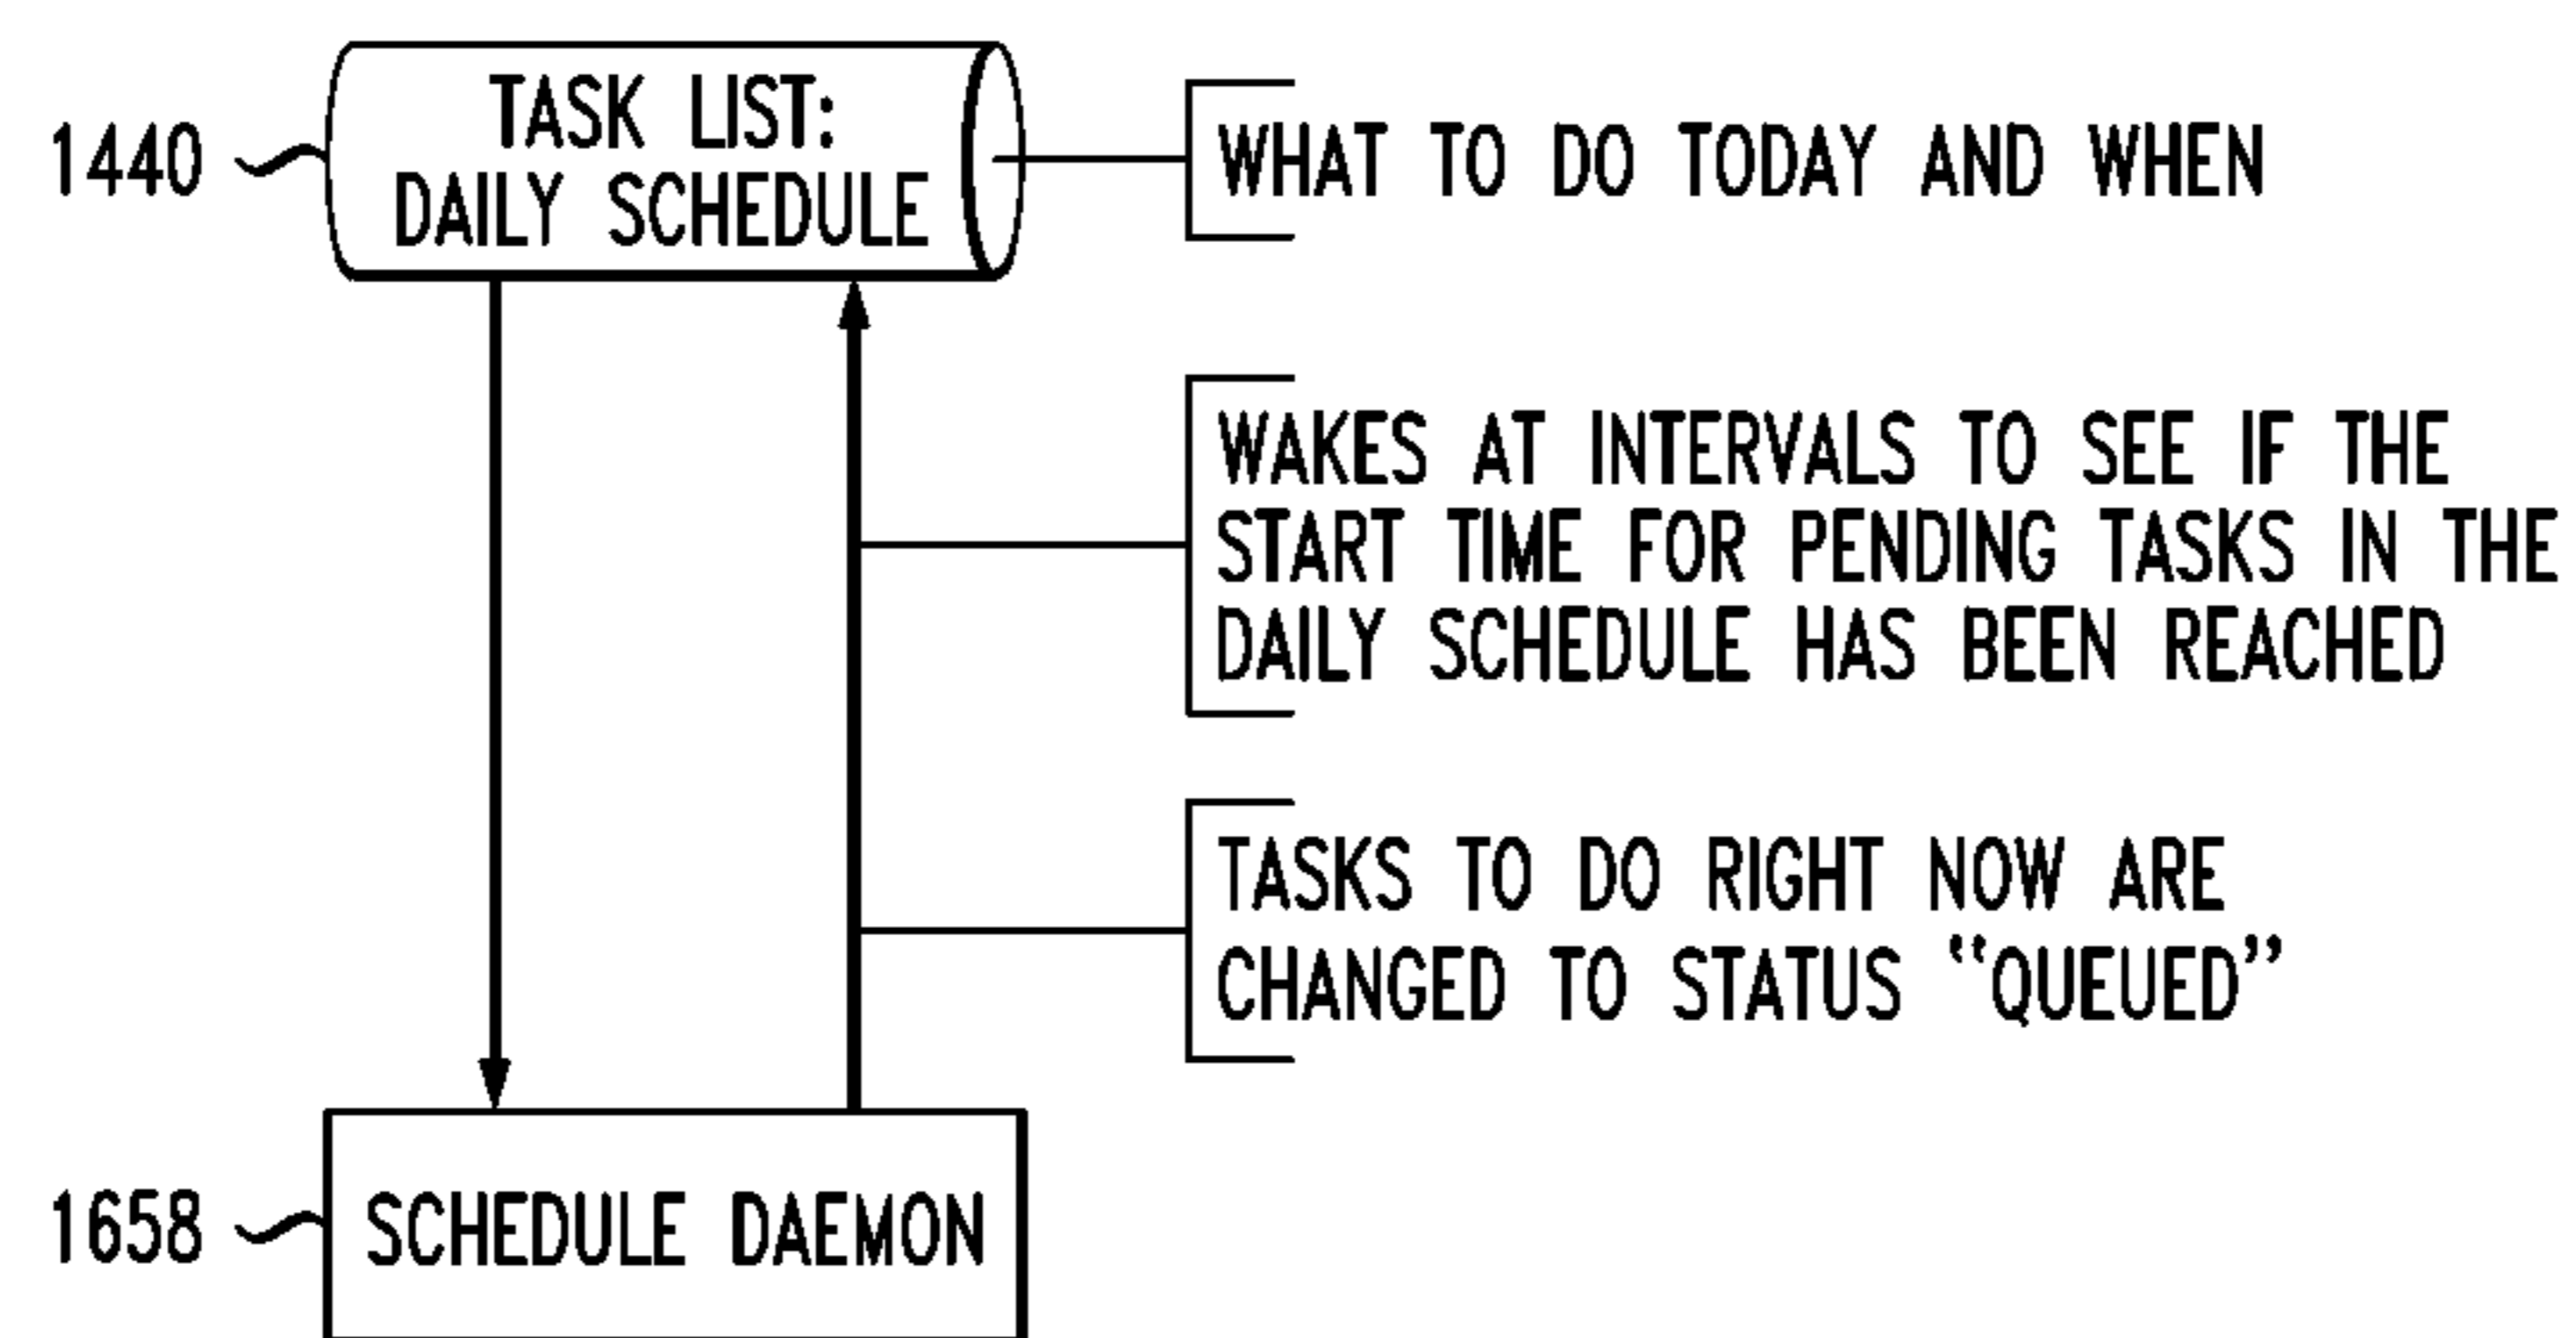 1440
TASK LIST:
DAILY SCHEDULE
WHAT TO DO TODAY AND WHEN
WAKES AT INTERVALS TO SEE IF THE
START TIME FOR PENDING TASKS IN THE
DAILY SCHEDULE HAS BEEN REACHED
TASKS TO DO RIGHT NOW ARE
CHANGED TO STATUS “QUEUED”
1658
SCHEDULE DAEMON